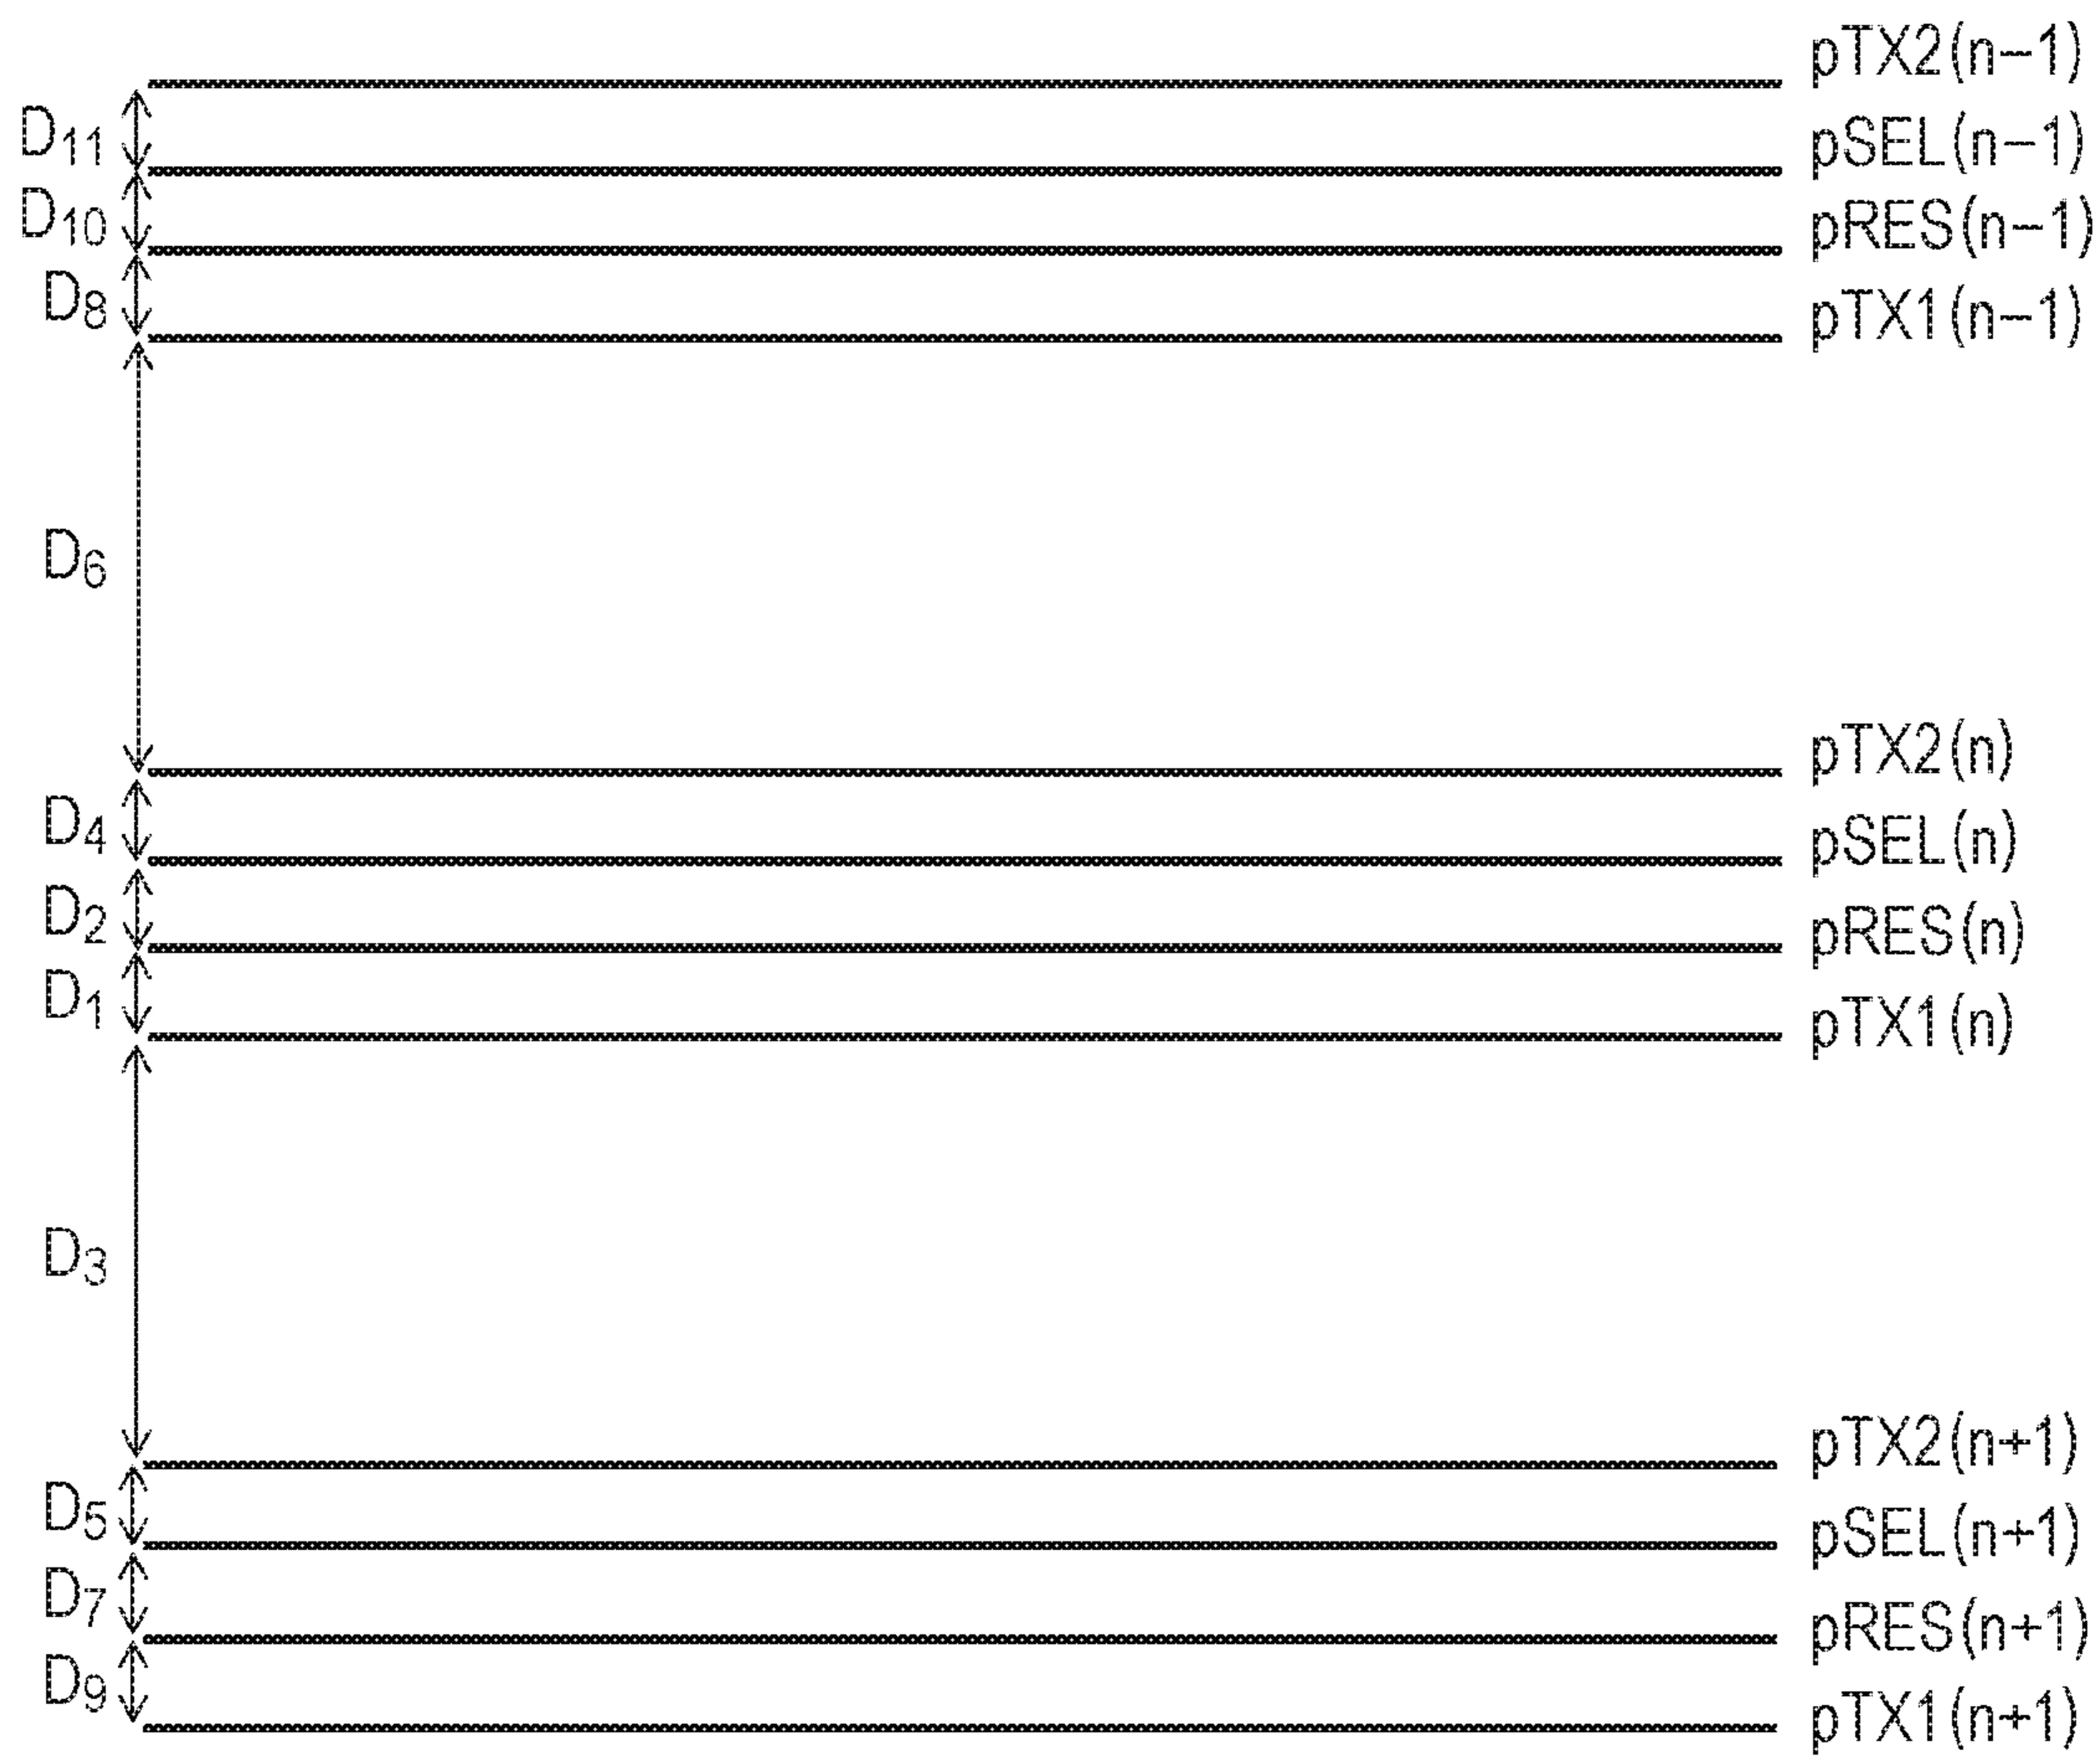 pTX2(n−1)
D11
pSEL(n−1)
D10
pRES(n−1)
D8
pTX1(n−1)
D6
pTX2(n)
D4
pSEL(n)
D2
pRES(n)
D1
pTX1(n)
D3
pTX2(n+1)
D5
pSEL(n+1)
D7
pRES(n+1)
D9
pTX1(n+1)